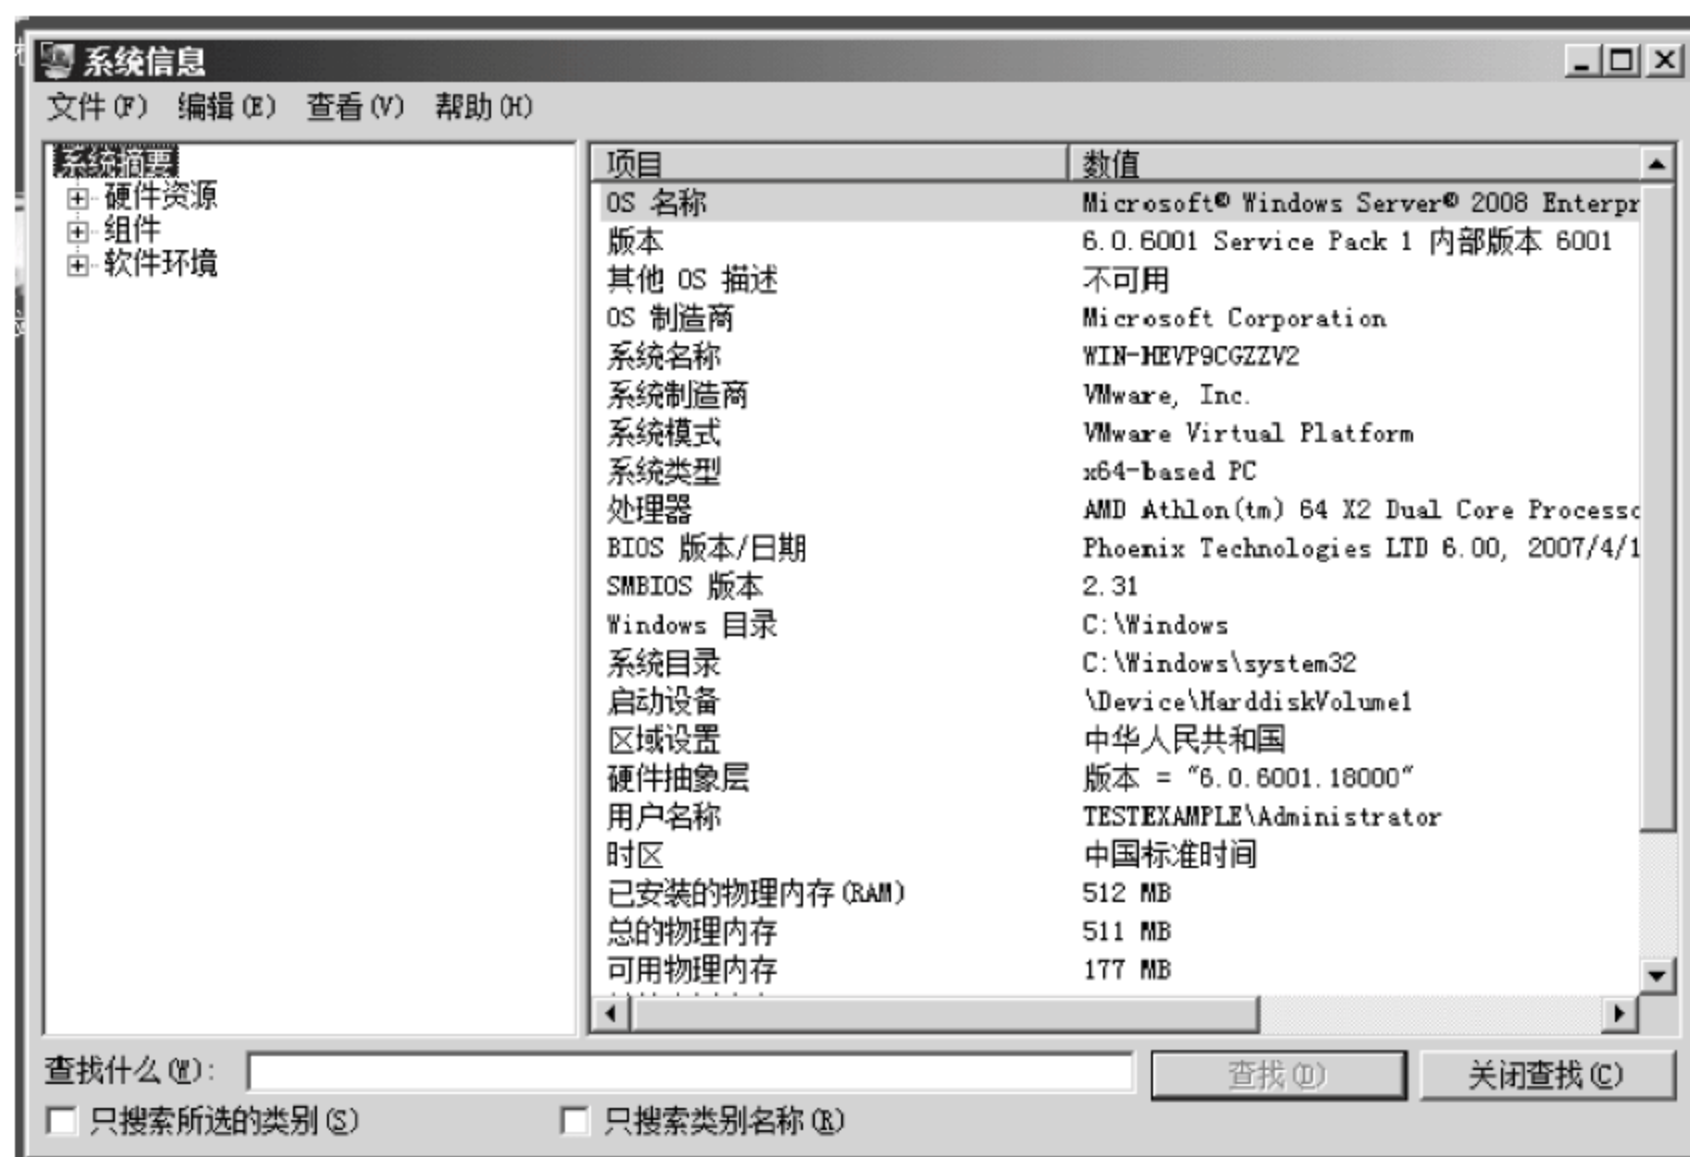 系统信息
文件(F) 编辑(E) 查看(V) 帮助(H)
系统摘要
硬件资源
组件
软件环境
项目 数值
OS 名称 Microsoft® Windows Server® 2008 Enterpr
版本 6.0.6001 Service Pack 1 内部版本 6001
其他 OS 描述 不可用
OS 制造商 Microsoft Corporation
系统名称 WIN-HEVP9CGZZV2
系统制造商 VMware, Inc.
系统模式 VMware Virtual Platform
系统类型 x64-based PC
处理器 AMD Athlon(tm) 64 X2 Dual Core Processo
BIOS 版本/日期 Phoenix Technologies LTD 6.00, 2007/4/1
SMBIOS 版本 2.31
Windows 目录 C:\Windows
系统目录 C:\Windows\system32
启动设备 \Device\HarddiskVolume1
区域设置 中华人民共和国
硬件抽象层 版本 = "6.0.6001.18000"
用户名称 TESTEXAMPLE\Administrator
时区 中国标准时间
已安装的物理内存(RAM) 512 MB
总的物理内存 511 MB
可用物理内存 177 MB
查找什么(W): 查找(D) 关闭查找(C)
只搜索所选的类别(S) 只搜索类别名称(R)